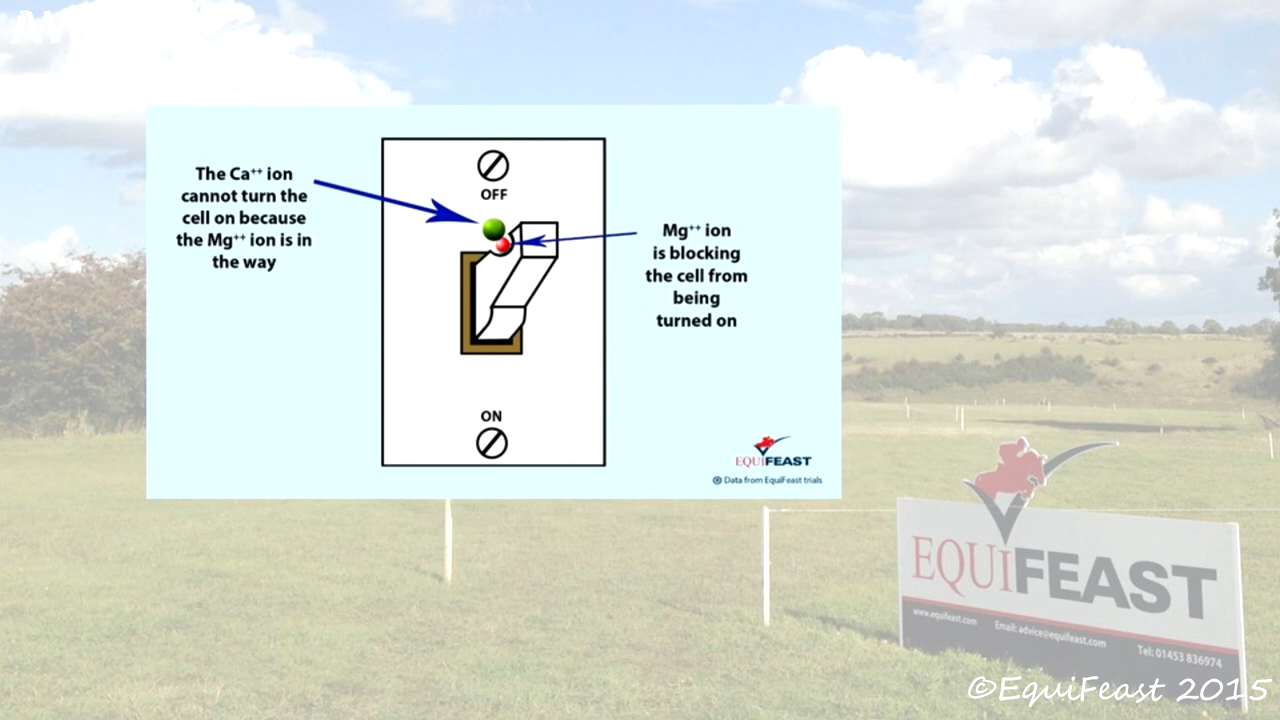 The Ca⁺⁺ ion
cannot turn the
cell on because
the Mg⁺⁺ ion is in
the way
OFF
Mg⁺⁺ ion
is blocking
the cell from
being
turned on
ON
EQUIFEAST
Data from EquiFeast trials
EQUIFEAST
www.equifeast.com Email: advice@equifeast.com Tel: 01453 836974
©EquiFeast 2015